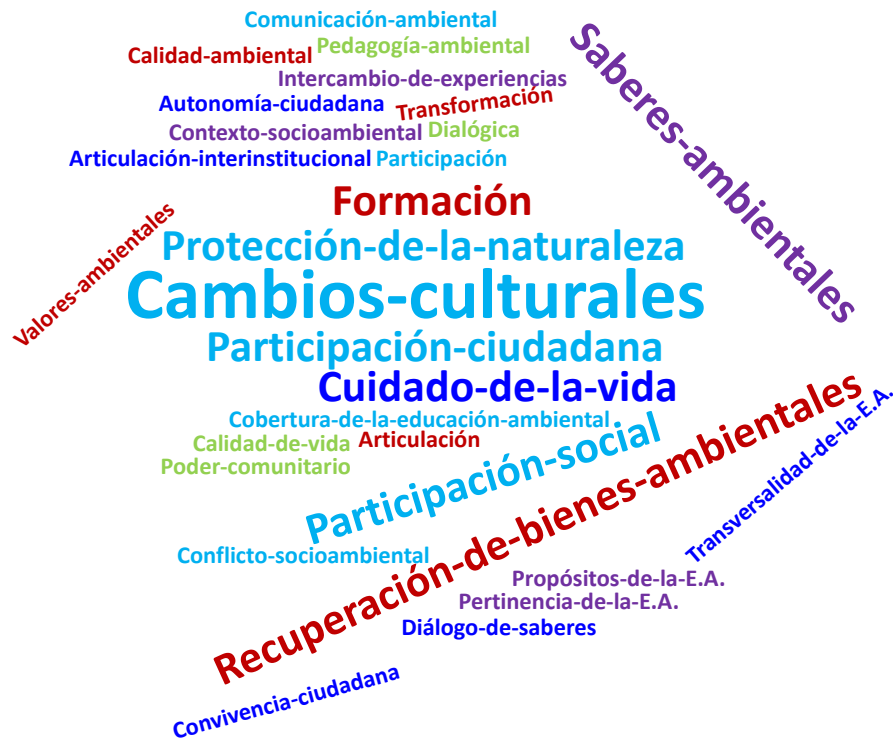 Comunicación-ambiental
Calidad-ambiental
Pedagogía-ambiental
Saberes-ambientales
Intercambio-de-experiencias
Autonomía-ciudadana
Transformación
Contexto-socioambiental
Dialógica
Articulación-interinstitucional
Participación
Formación
Valores-ambientales
Protección-de-la-naturaleza
Cambios-culturales
Participación-ciudadana
Cuidado-de-la-vida
Cobertura-de-la-educación-ambiental
Calidad-de-vida
Articulación
Poder-comunitario
Participación-social
Recuperación-de-bienes-ambientales
Transversalidad-de-la-E.A.
Conflicto-socioambiental
Propósitos-de-la-E.A.
Pertinencia-de-la-E.A.
Diálogo-de-saberes
Convivencia-ciudadana